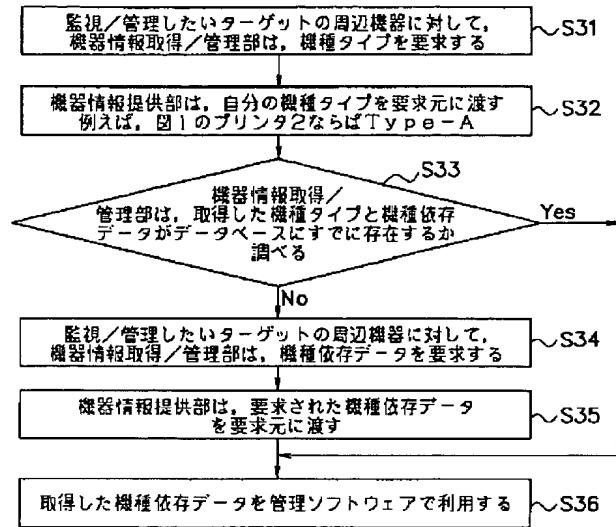 監視／管理したいターゲットの周辺機器に対して，
機器情報取得／管理部は，機種タイプを要求する
S31
機器情報提供部は，自分の機種タイプを要求元に渡す
例えば，図１のプリンタ２ならばＴｙｐｅ－Ａ
S32
S33
機器情報取得／
管理部は，取得した機種タイプと機種依存
データがデータベースにすでに存在するか
調べる
Yes
No
監視／管理したいターゲットの周辺機器に対して，
機器情報取得／管理部は，機種依存データを要求する
S34
機器情報提供部は，要求された機種依存データ
を要求元に渡す
S35
取得した機種依存データを管理ソフトウェアで利用する
S36